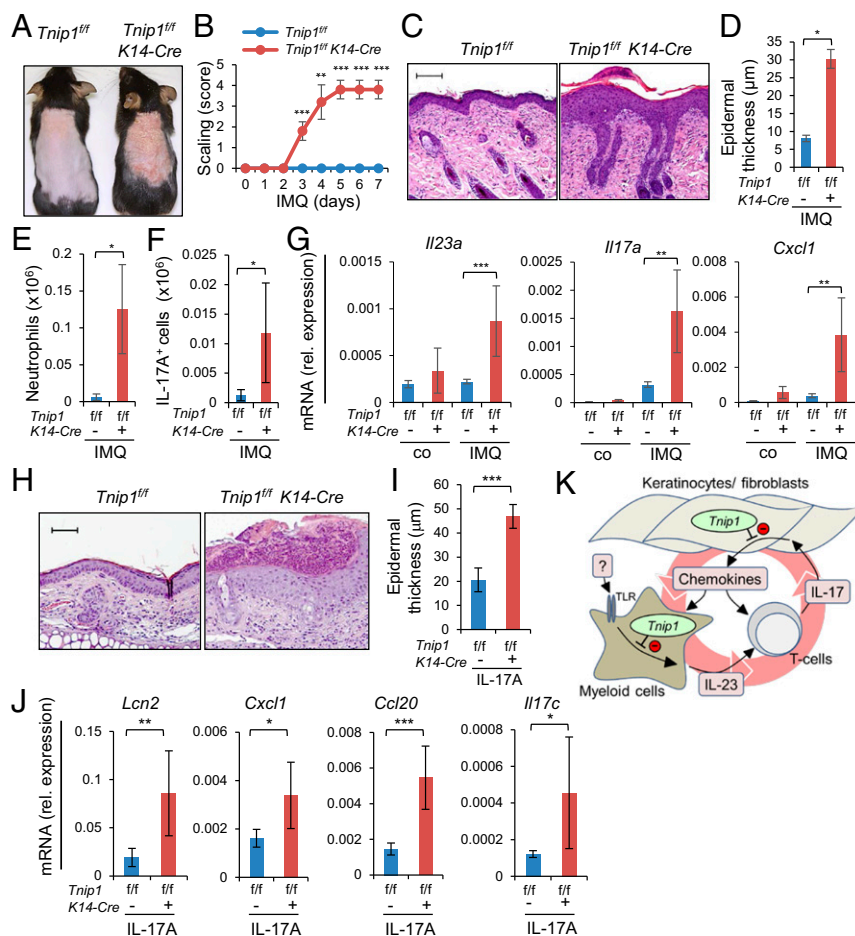 A
Tnip1f/f
Tnip1f/f
K14-Cre
B
Tnip1f/f
Tnip1f/f K14-Cre
Scaling (score)
6
5
4
3
2
1
0
***
**
*** *** ***
0 1 2 3 4 5 6 7
IMQ (days)
C
Tnip1f/f
Tnip1f/f K14-Cre
D
Epidermal
thickness (μm)
40
35
30
25
20
15
10
5
0
*
Tnip1 f/f f/f
K14-Cre - +
IMQ
E
Neutrophils (x10⁶)
0.2
0.15
0.1
0.05
0
*
Tnip1 f/f f/f
K14-Cre - +
IMQ
F
IL-17A⁺ cells (x10⁶)
0.025
0.02
0.015
0.01
0.005
0
*
Tnip1 f/f f/f
K14-Cre - +
IMQ
G
mRNA (rel. expression)
Il23a
0.0015
0.001
0.0005
0
***
Tnip1 f/f f/f f/f f/f
K14-Cre - + - +
co IMQ
Il17a
0.0025
0.002
0.0015
0.001
0.0005
0
**
f/f f/f f/f f/f
- + - +
co IMQ
Cxcl1
0.008
0.006
0.004
0.002
0
**
f/f f/f f/f f/f
- + - +
co IMQ
H
Tnip1f/f
Tnip1f/f K14-Cre
I
Epidermal
thickness (μm)
60
50
40
30
20
10
0
***
Tnip1 f/f f/f
K14-Cre - +
IL-17A
K
Keratinocytes/ fibroblasts
Tnip1
Chemokines
IL-17
?
TLR
Tnip1
T-cells
Myeloid cells
IL-23
J
mRNA (rel. expression)
Lcn2
0.15
0.1
0.05
0
**
Tnip1 f/f f/f
K14-Cre - +
IL-17A
Cxcl1
0.006
0.004
0.002
0
*
f/f f/f
- +
IL-17A
Ccl20
0.008
0.006
0.004
0.002
0
***
f/f f/f
- +
IL-17A
Il17c
0.0008
0.0006
0.0004
0.0002
0
*
f/f f/f
- +
IL-17A